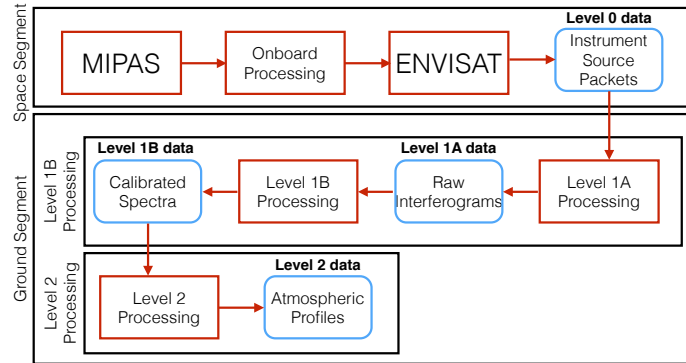 Space Segment
MIPAS
Onboard
Processing
ENVISAT
Level 0 data
Instrument
Source
Packets
Ground Segment
Level 1B
Processing
Level 1B data
Calibrated
Spectra
Level 1B
Processing
Level 1A data
Raw
Interferograms
Level 1A
Processing
Level 2
Processing
Level 2
Processing
Level 2 data
Atmospheric
Profiles